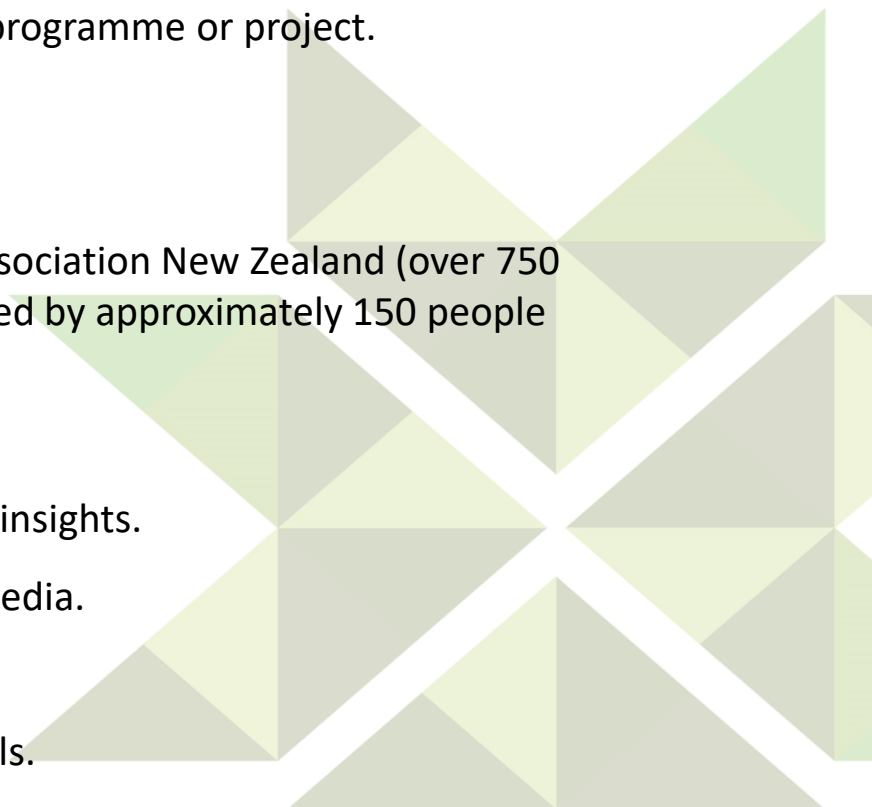 programme or project.
sociation New Zealand (over 750
ed by approximately 150 people
insights.
edia.
ls.